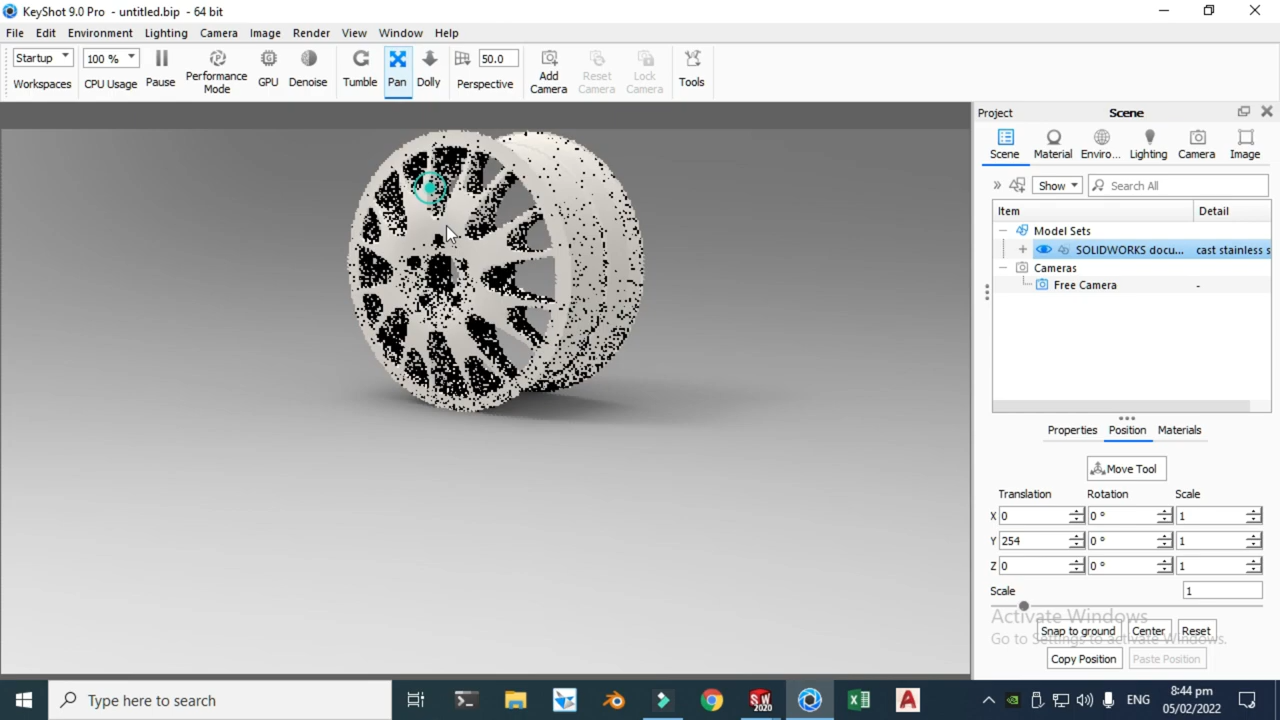 KeyShot 9.0 Pro - untitled.bip - 64 bit
File Edit Environment Lighting Camera Image Render View Window Help
Startup 100 % 50.0
Workspaces CPU Usage Pause Performance Mode GPU Denoise Tumble Pan Dolly Perspective Add Camera Reset Camera Lock Camera Tools
Project Scene
Scene Material Enviro... Lighting Camera Image
Show Search All
Item Detail
Model Sets
SOLIDWORKS docu... cast stainless s
Cameras
Free Camera -
Properties Position Materials
Move Tool
Translation Rotation Scale
X 0 0 ° 1
Y 254 0 ° 1
Z 0 0 ° 1
Scale 1
Activate Windows
Go to Settings to activate Windows.
Snap to ground Center Reset
Copy Position Paste Position
Type here to search
SW 2020
X
A
ENG
8:44 pm
05/02/2022